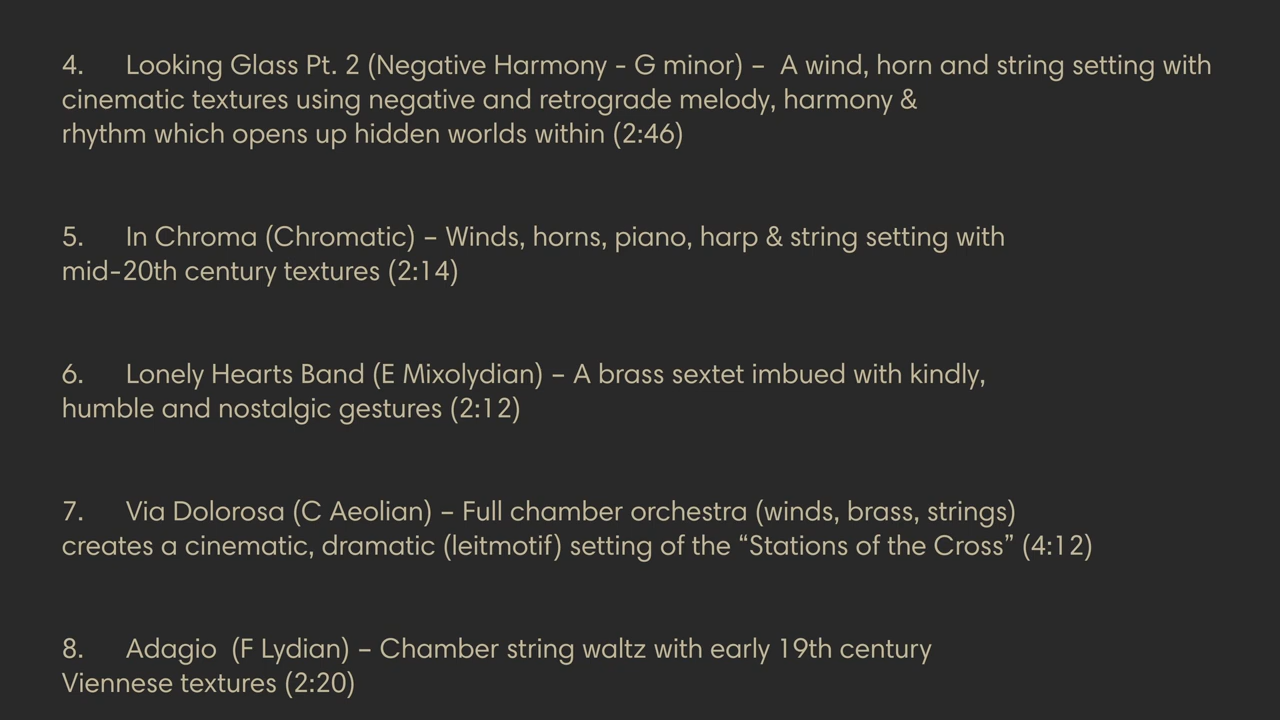 4. Looking Glass Pt. 2 (Negative Harmony - G minor) – A wind, horn and string setting with
cinematic textures using negative and retrograde melody, harmony &
rhythm which opens up hidden worlds within (2:46)
5. In Chroma (Chromatic) – Winds, horns, piano, harp & string setting with
mid-20th century textures (2:14)
6. Lonely Hearts Band (E Mixolydian) – A brass sextet imbued with kindly,
humble and nostalgic gestures (2:12)
7. Via Dolorosa (C Aeolian) – Full chamber orchestra (winds, brass, strings)
creates a cinematic, dramatic (leitmotif) setting of the “Stations of the Cross” (4:12)
8. Adagio (F Lydian) – Chamber string waltz with early 19th century
Viennese textures (2:20)